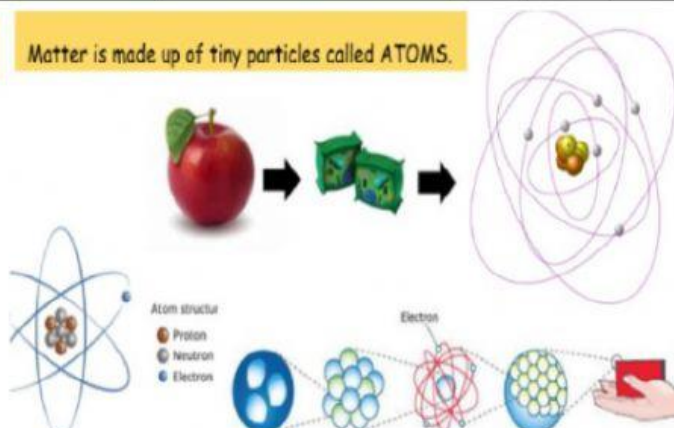 Matter is made up of tiny particles called ATOMS.
Electron
Atom structur
Proton
Neutron
Electron